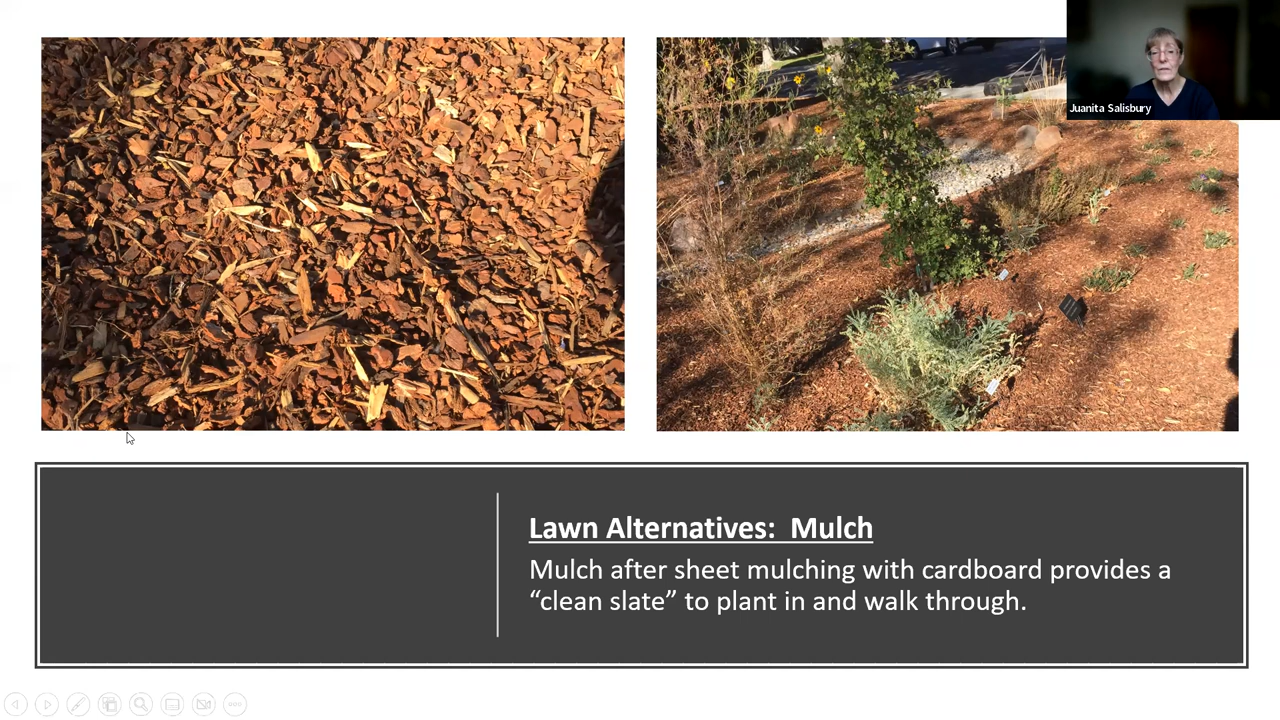 Juanita Salisbury
Lawn Alternatives:  Mulch
Mulch after sheet mulching with cardboard provides a
“clean slate” to plant in and walk through.